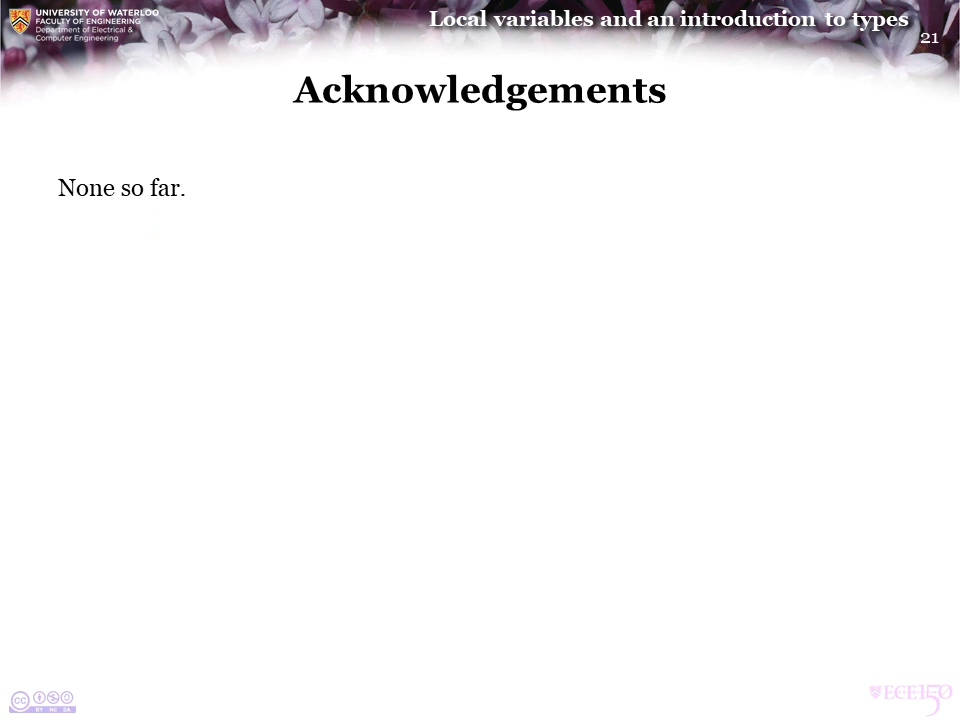 UNIVERSITY OF WATERLOO
FACULTY OF ENGINEERING
Department of Electrical &
Computer Engineering
Local variables and an introduction to types
21
Acknowledgements
None so far.
cc
BY NC SA
ECE150